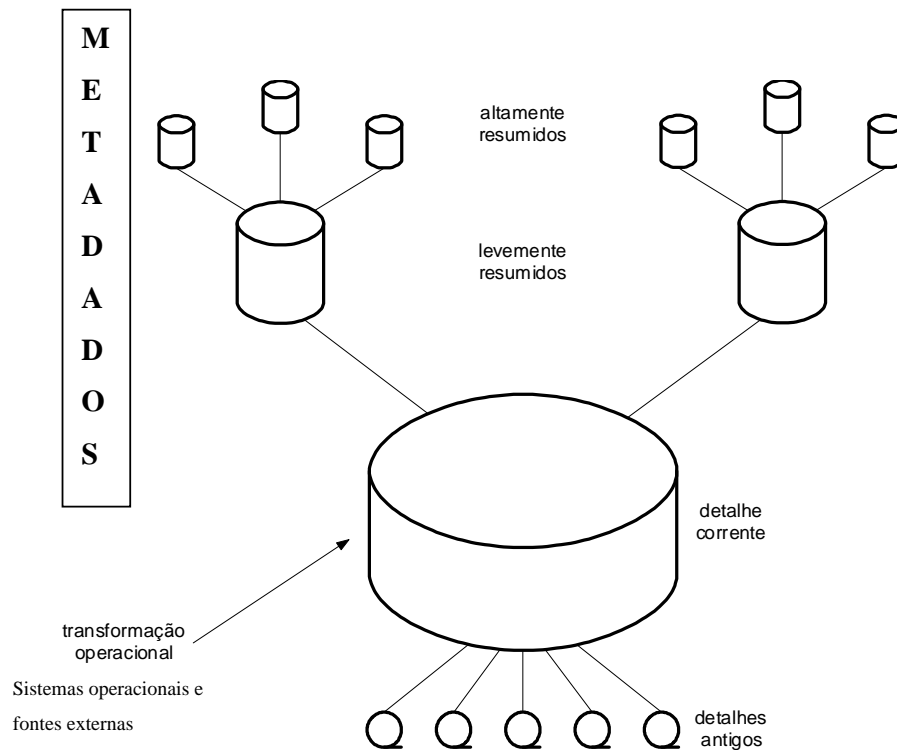 M
E
T
A
D
A
D
O
S
altamente
resumidos
levemente
resumidos
detalhe
corrente
transformação
operacional
Sistemas operacionais e
fontes externas
detalhes
antigos